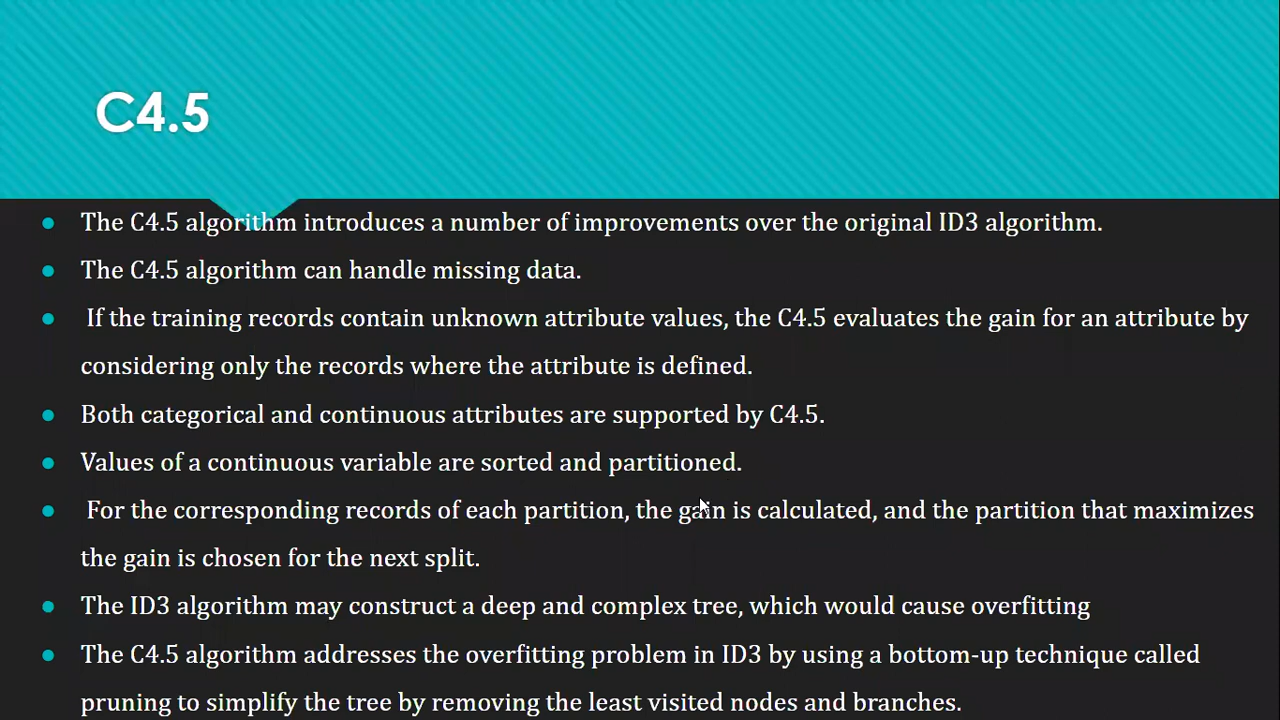 C4.5
The C4.5 algorithm introduces a number of improvements over the original ID3 algorithm.
The C4.5 algorithm can handle missing data.
If the training records contain unknown attribute values, the C4.5 evaluates the gain for an attribute by
considering only the records where the attribute is defined.
Both categorical and continuous attributes are supported by C4.5.
Values of a continuous variable are sorted and partitioned.
For the corresponding records of each partition, the gain is calculated, and the partition that maximizes
the gain is chosen for the next split.
The ID3 algorithm may construct a deep and complex tree, which would cause overfitting
The C4.5 algorithm addresses the overfitting problem in ID3 by using a bottom-up technique called
pruning to simplify the tree by removing the least visited nodes and branches.